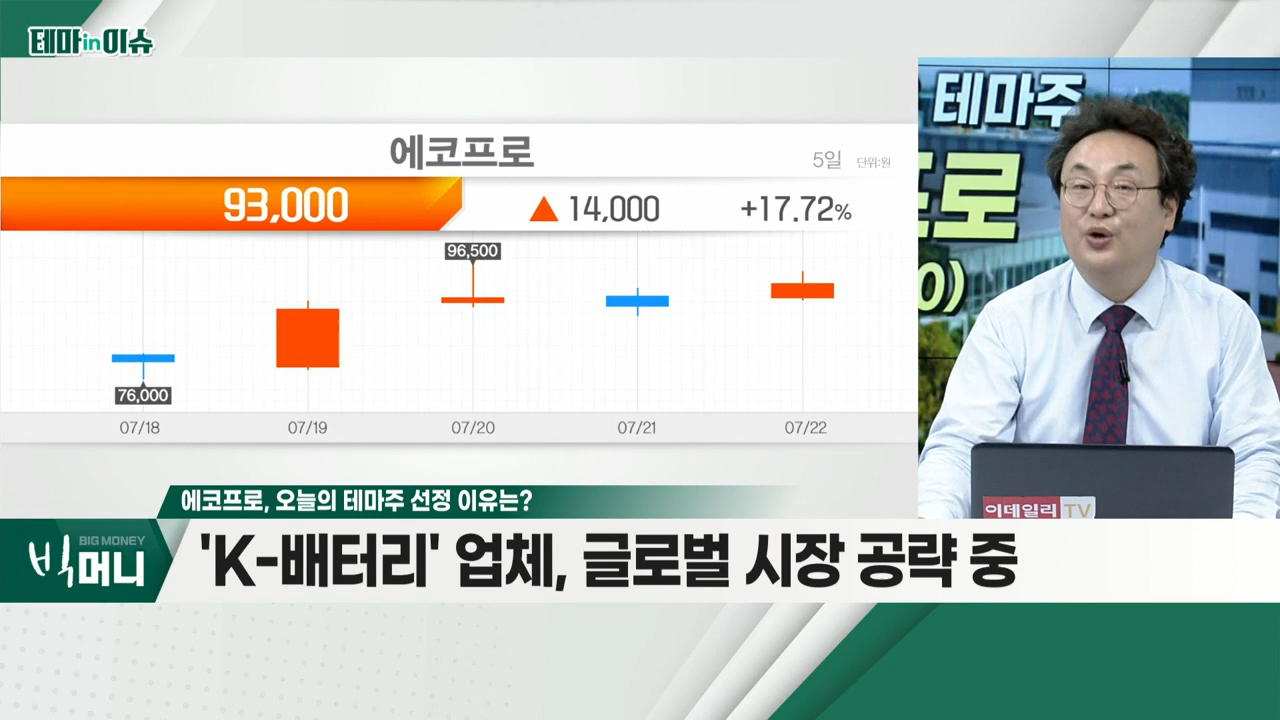 테마in이슈
에코프로
5일 단위:원
93,000 ▲ 14,000 +17.72%
96,500
76,000
07/18 07/19 07/20 07/21 07/22
테마주
로
0)
이데일리TV
에코프로, 오늘의 테마주 선정 이유는?
BIG MONEY
빅머니
'K-배터리' 업체, 글로벌 시장 공략 중